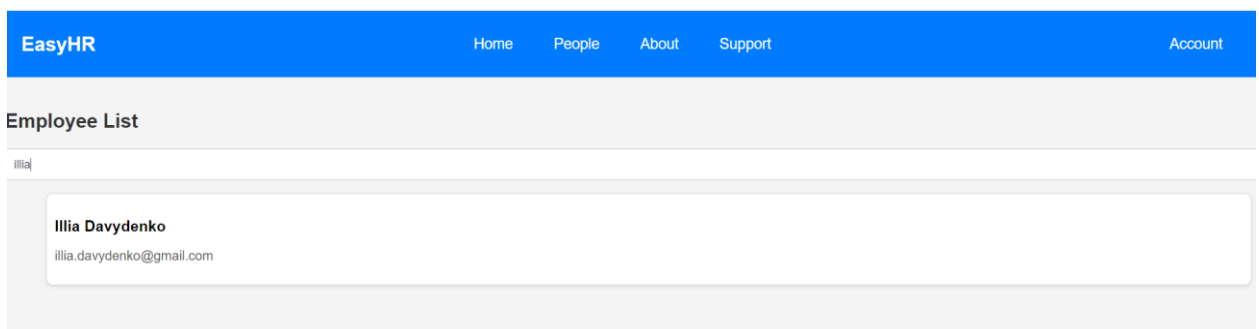 EasyHR Home People About Support Account
Employee List
illia
Illia Davydenko
illia.davydenko@gmail.com